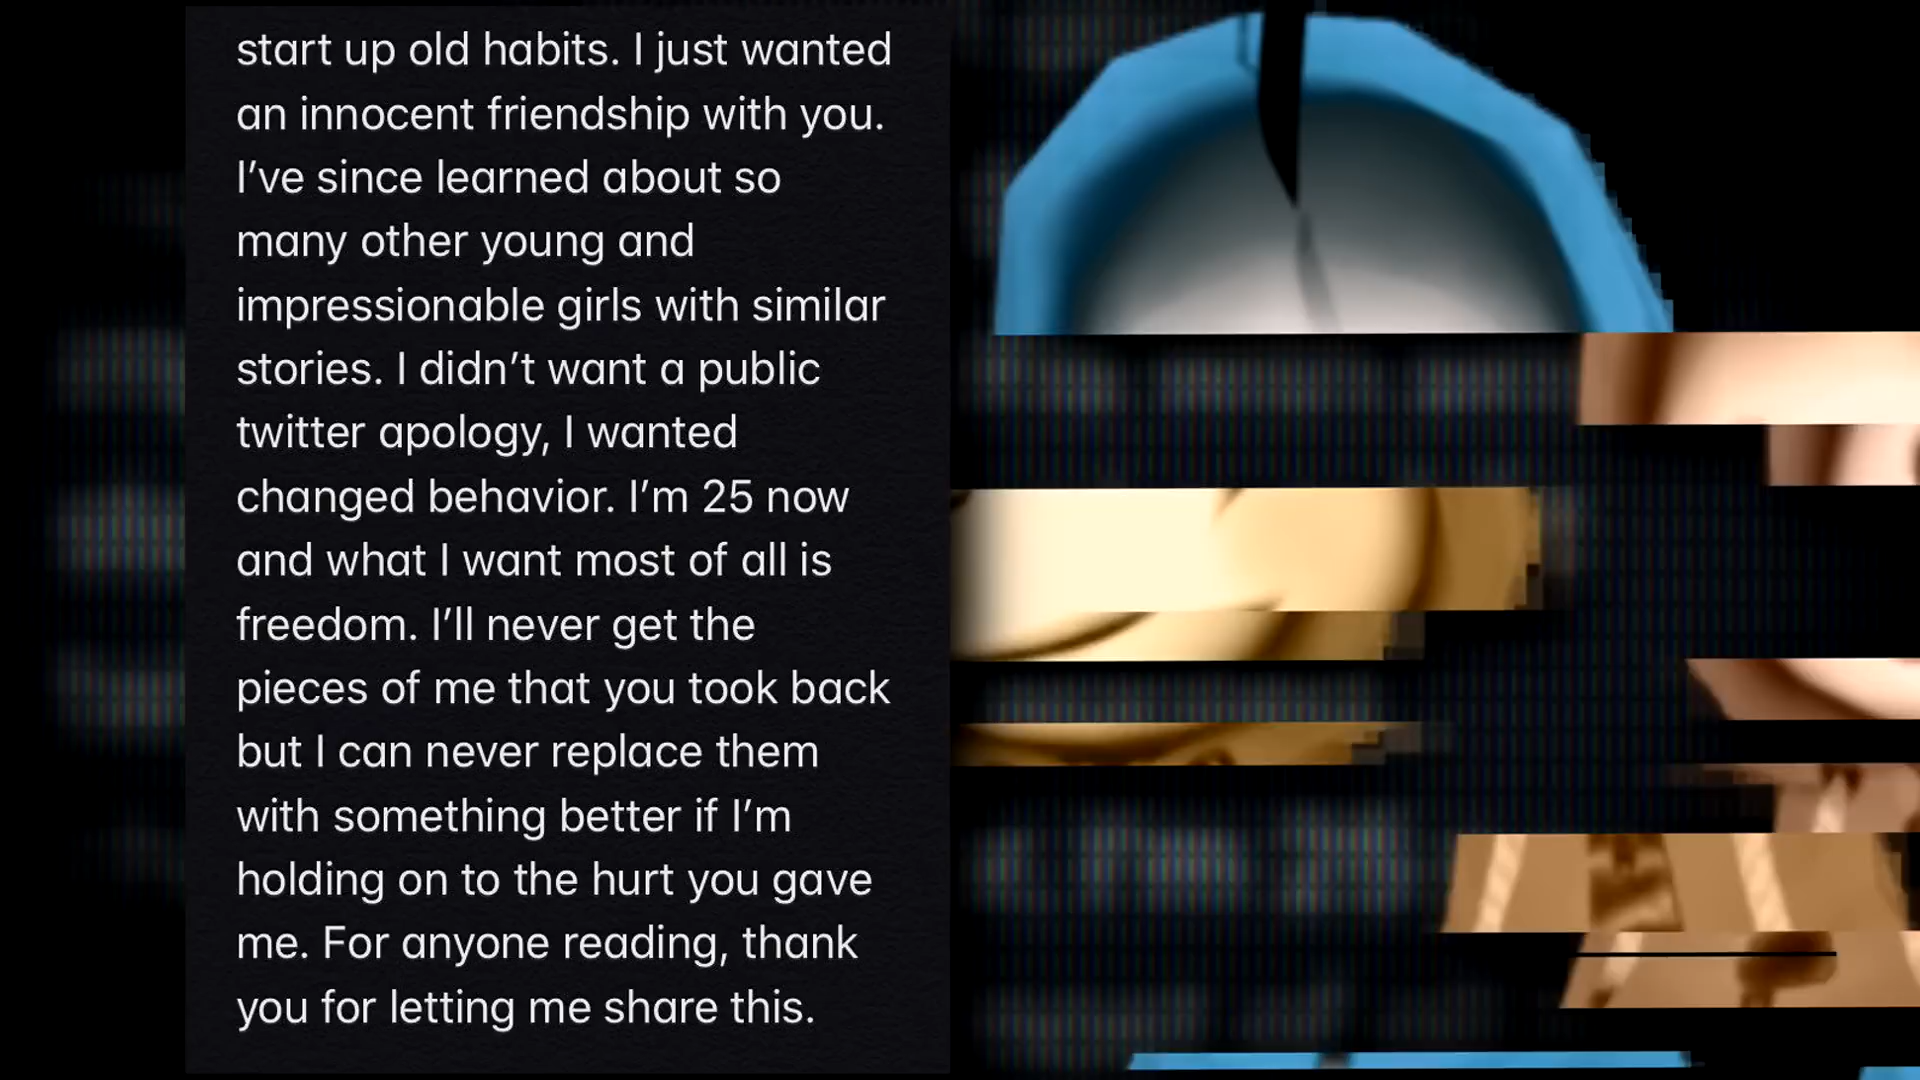 start up old habits. I just wanted
an innocent friendship with you.
I’ve since learned about so
many other young and
impressionable girls with similar
stories. I didn’t want a public
twitter apology, I wanted
changed behavior. I’m 25 now
and what I want most of all is
freedom. I’ll never get the
pieces of me that you took back
but I can never replace them
with something better if I’m
holding on to the hurt you gave
me. For anyone reading, thank
you for letting me share this.